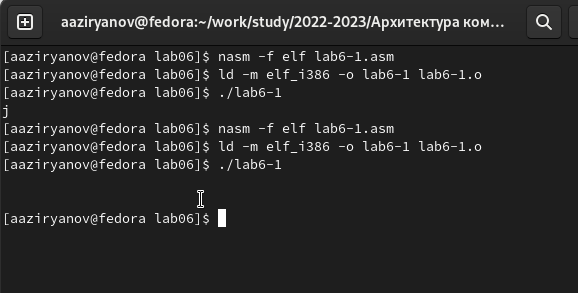 aaziryanov@fedora:~/work/study/2022-2023/Архитектура ком...
[aaziryanov@fedora lab06]$ nasm -f elf lab6-1.asm
[aaziryanov@fedora lab06]$ ld -m elf_i386 -o lab6-1 lab6-1.o
[aaziryanov@fedora lab06]$ ./lab6-1
j
[aaziryanov@fedora lab06]$ nasm -f elf lab6-1.asm
[aaziryanov@fedora lab06]$ ld -m elf_i386 -o lab6-1 lab6-1.o
[aaziryanov@fedora lab06]$ ./lab6-1
[aaziryanov@fedora lab06]$